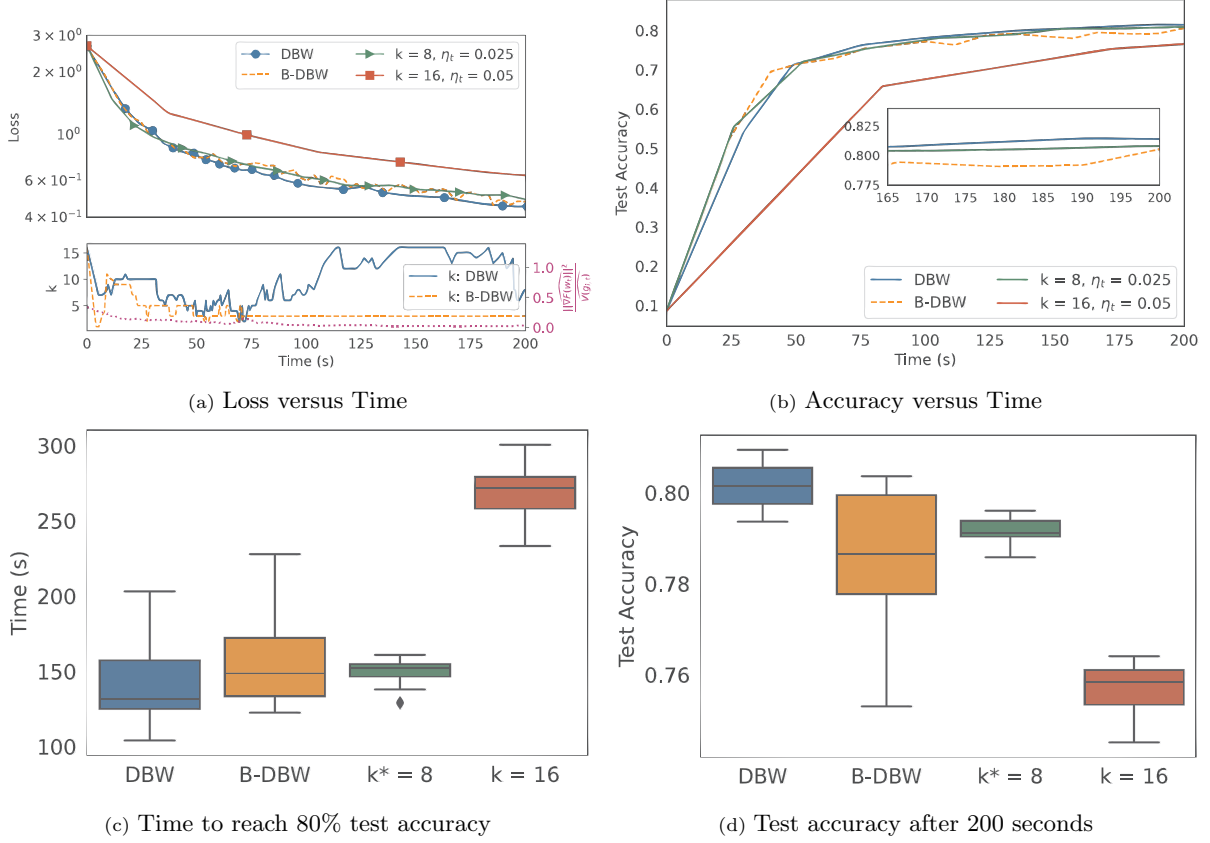 Loss
3 × 10⁰
2 × 10⁰
10⁰
6 × 10⁻¹
4 × 10⁻¹
DBW
B-DBW
k = 8, ηt = 0.025
k = 16, ηt = 0.05
k
15
10
5
k: DBW
k: B-DBW
1.0
0.5
0.0
0 25 50 75 100 125 150 175 200
Time (s)
(a) Loss versus Time
Test Accuracy
0.8
0.7
0.6
0.5
0.4
0.3
0.2
0.1
0.825
0.800
0.775
165 170 175 180 185 190 195 200
DBW
B-DBW
k = 8, ηt = 0.025
k = 16, ηt = 0.05
0 25 50 75 100 125 150 175 200
Time (s)
(b) Accuracy versus Time
Time (s)
300
250
200
150
100
DBW B-DBW k* = 8 k = 16
(c) Time to reach 80% test accuracy
Test Accuracy
0.80
0.78
0.76
DBW B-DBW k* = 8 k = 16
(d) Test accuracy after 200 seconds